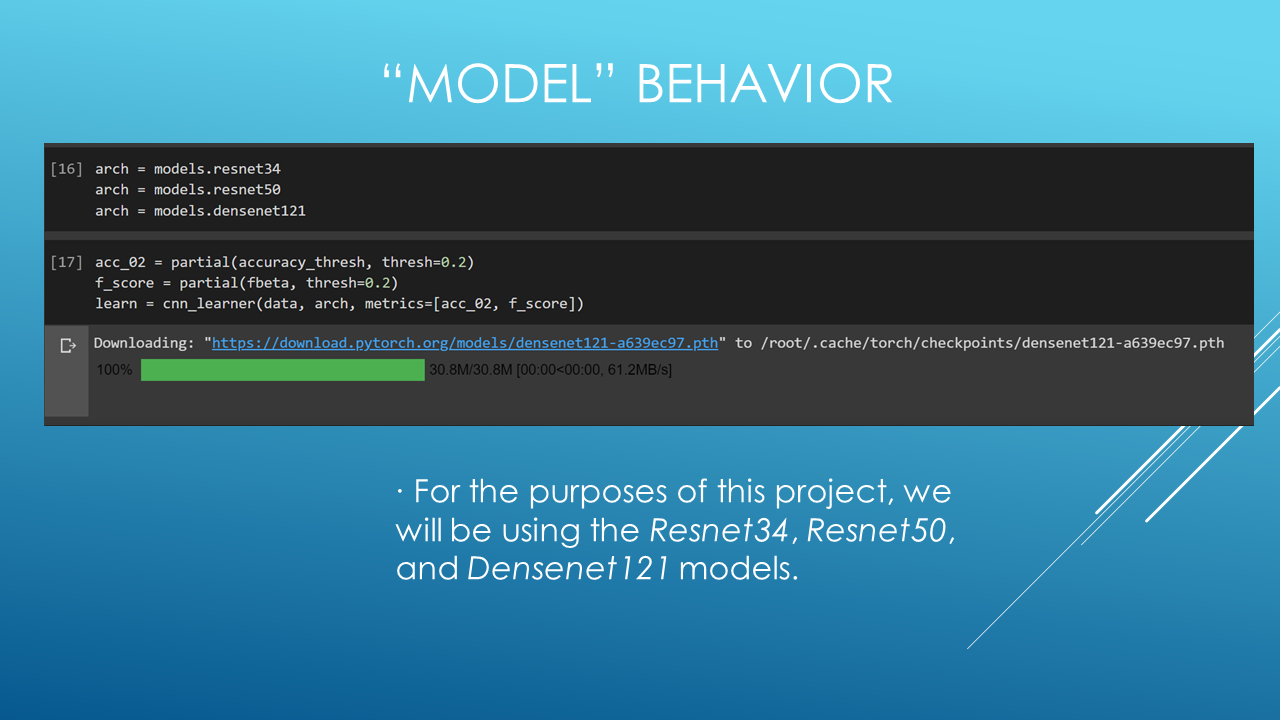 “MODEL” BEHAVIOR
[16] arch = models.resnet34
arch = models.resnet50
arch = models.densenet121
[17] acc_02 = partial(accuracy_thresh, thresh=0.2)
f_score = partial(fbeta, thresh=0.2)
learn = cnn_learner(data, arch, metrics=[acc_02, f_score])
Downloading: "https://download.pytorch.org/models/densenet121-a639ec97.pth" to /root/.cache/torch/checkpoints/densenet121-a639ec97.pth
100% 30.8M/30.8M [00:00<00:00, 61.2MB/s]
· For the purposes of this project, we
will be using the Resnet34, Resnet50,
and Densenet121 models.